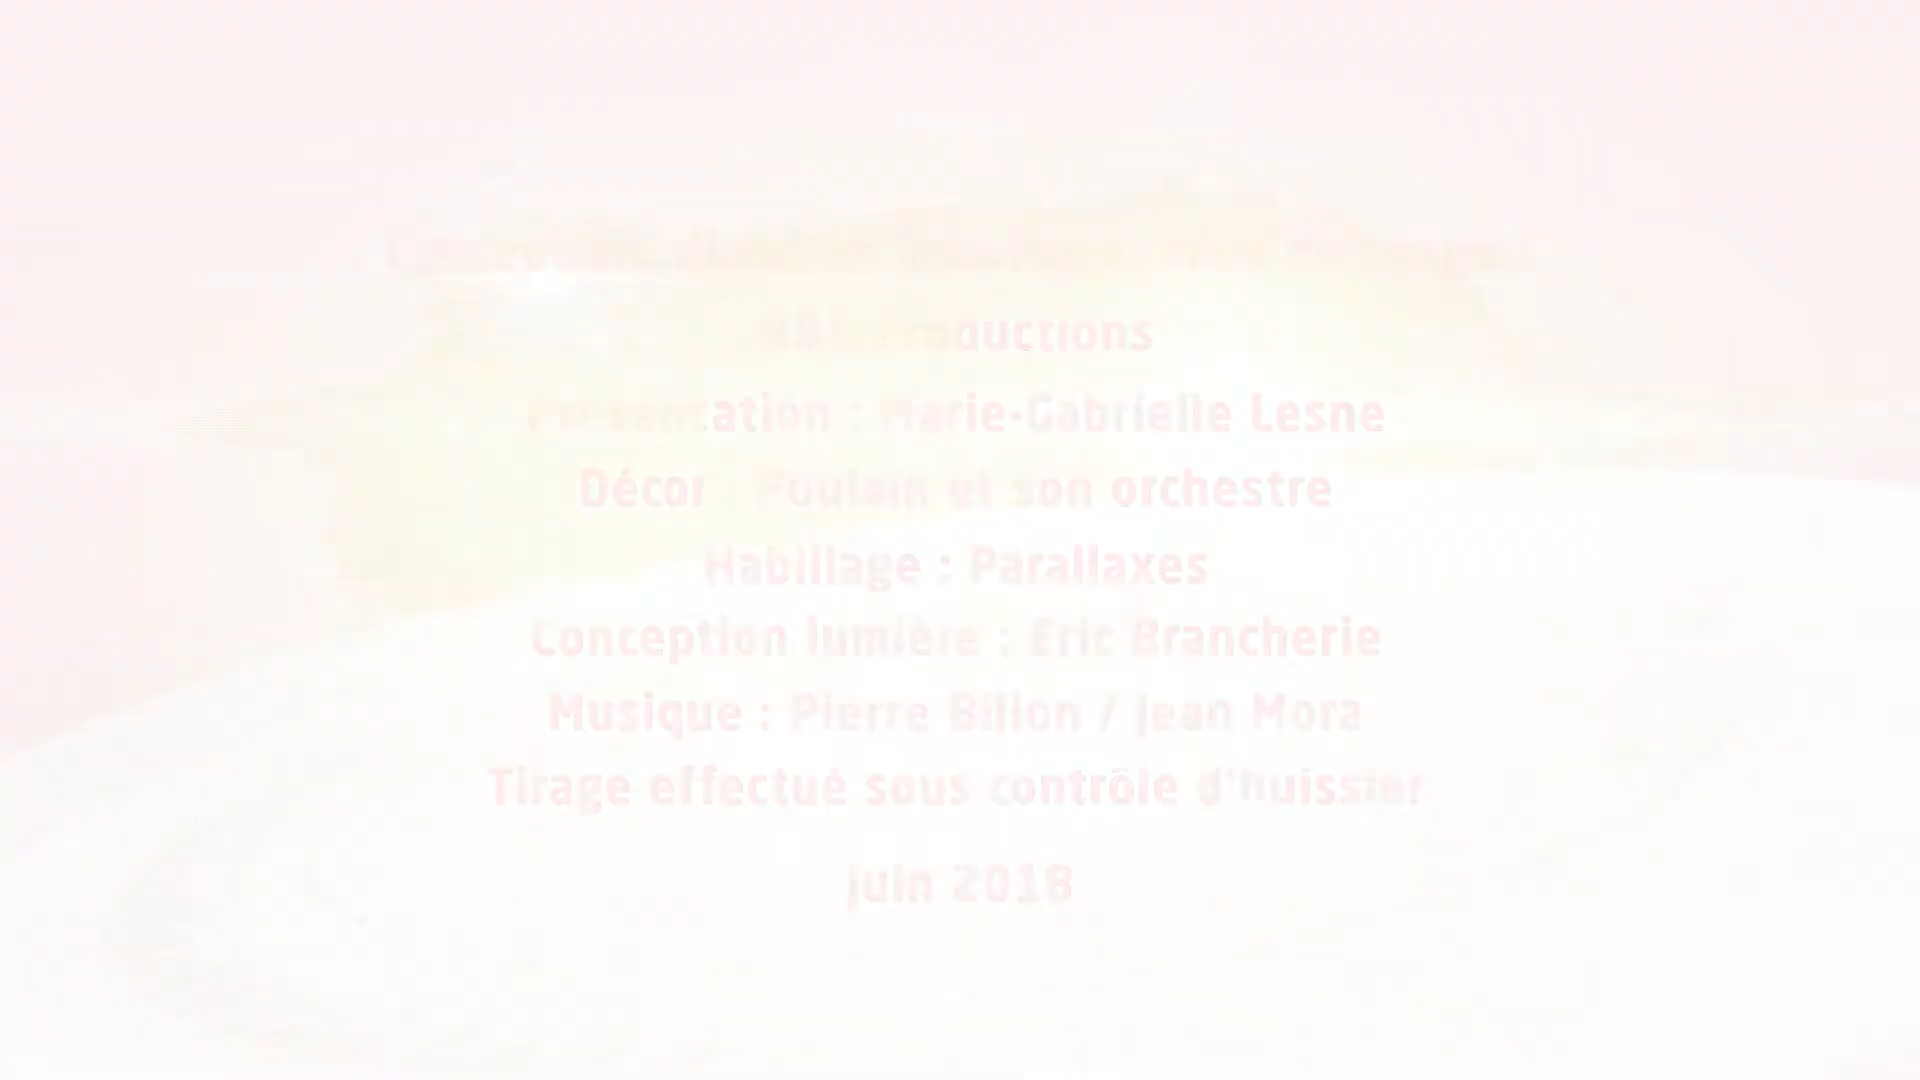 Productions
Présentation : Marie-Gabrielle Lesne
Décor : Poulain et son orchestre
Habillage : Parallaxes
Conception lumière : Eric Brancherie
Musique : Pierre Billon / Jean Mora
Tirage effectué sous contrôle d'huissier
Juin 2018